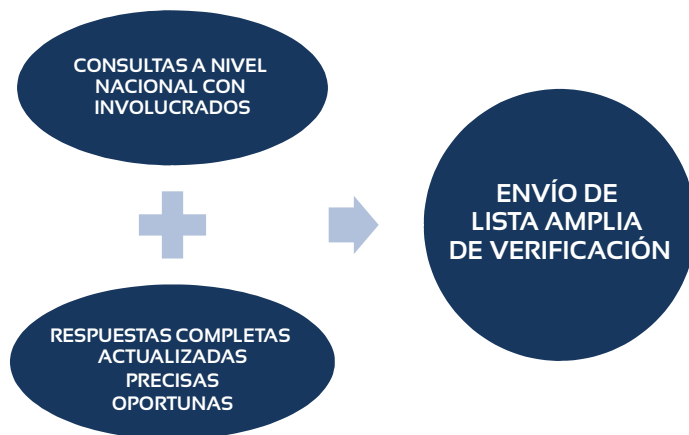 CONSULTAS A NIVEL
NACIONAL CON
INVOLUCRADOS
RESPUESTAS COMPLETAS
ACTUALIZADAS
PRECISAS
OPORTUNAS
ENVÍO DE
LISTA AMPLIA
DE VERIFICACIÓN